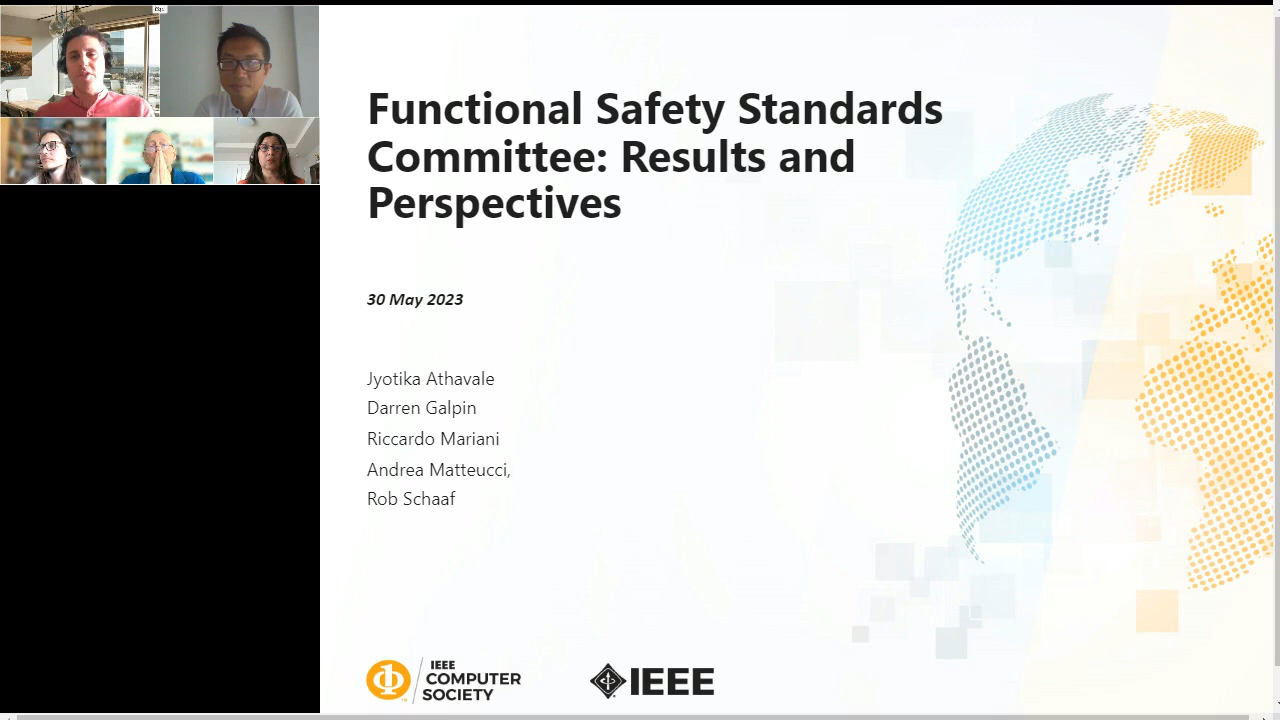 Functional Safety Standards
Committee: Results and
Perspectives
30 May 2023
Jyotika Athavale
Darren Galpin
Riccardo Mariani
Andrea Matteucci,
Rob Schaaf
IEEE
COMPUTER
SOCIETY
IEEE